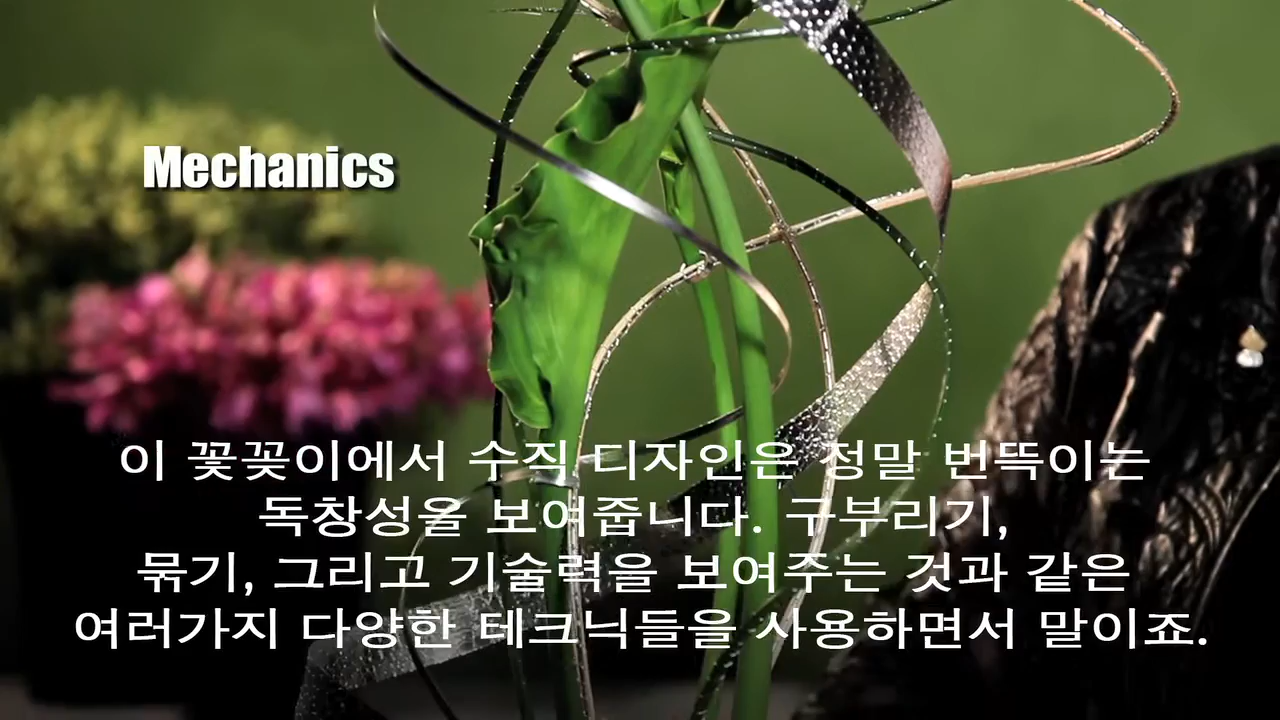 Mechanics
이 꽃꽂이에서 수직 디자인은 정말 번뜩이는
독창성을 보여줍니다. 구부리기,
묶기, 그리고 기술력을 보여주는 것과 같은
여러가지 다양한 테크닉들을 사용하면서 말이죠.